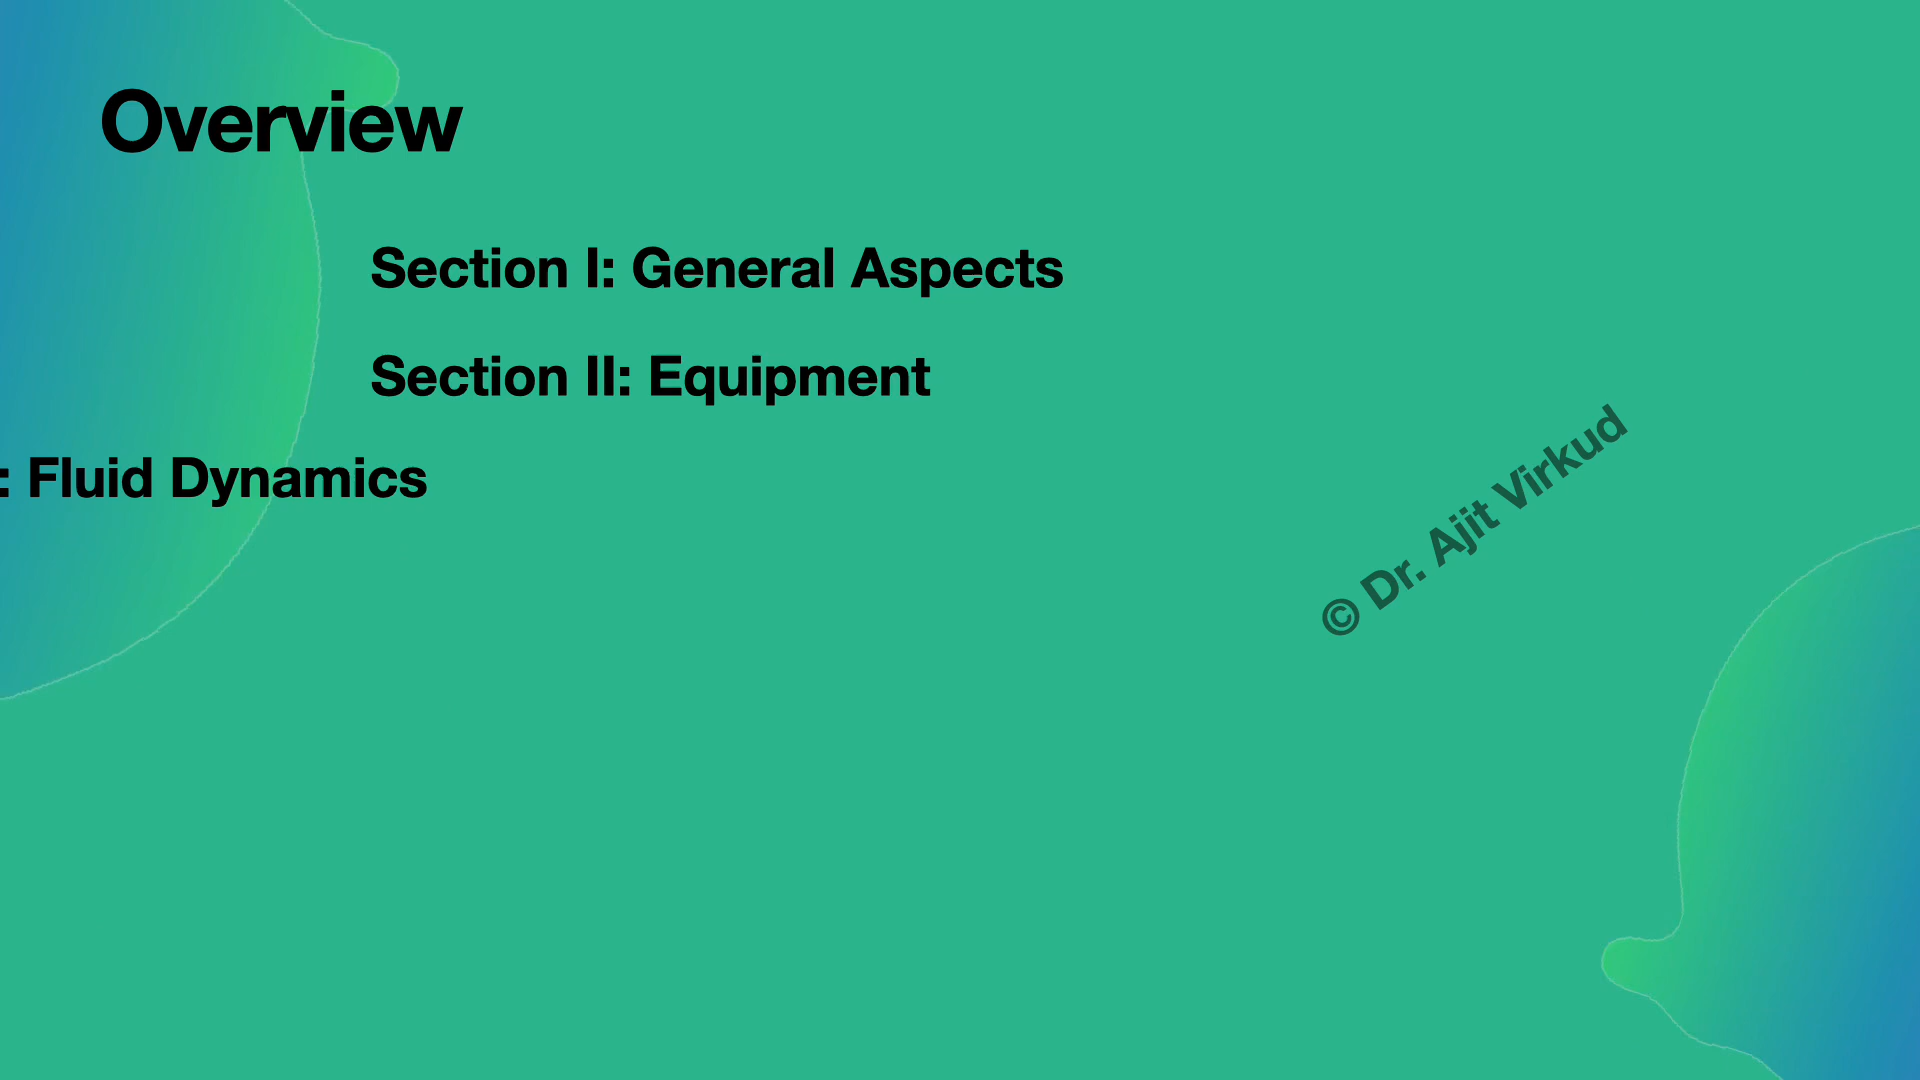 Overview
Section I: General Aspects
Section II: Equipment
: Fluid Dynamics
© Dr. Ajit Virkud